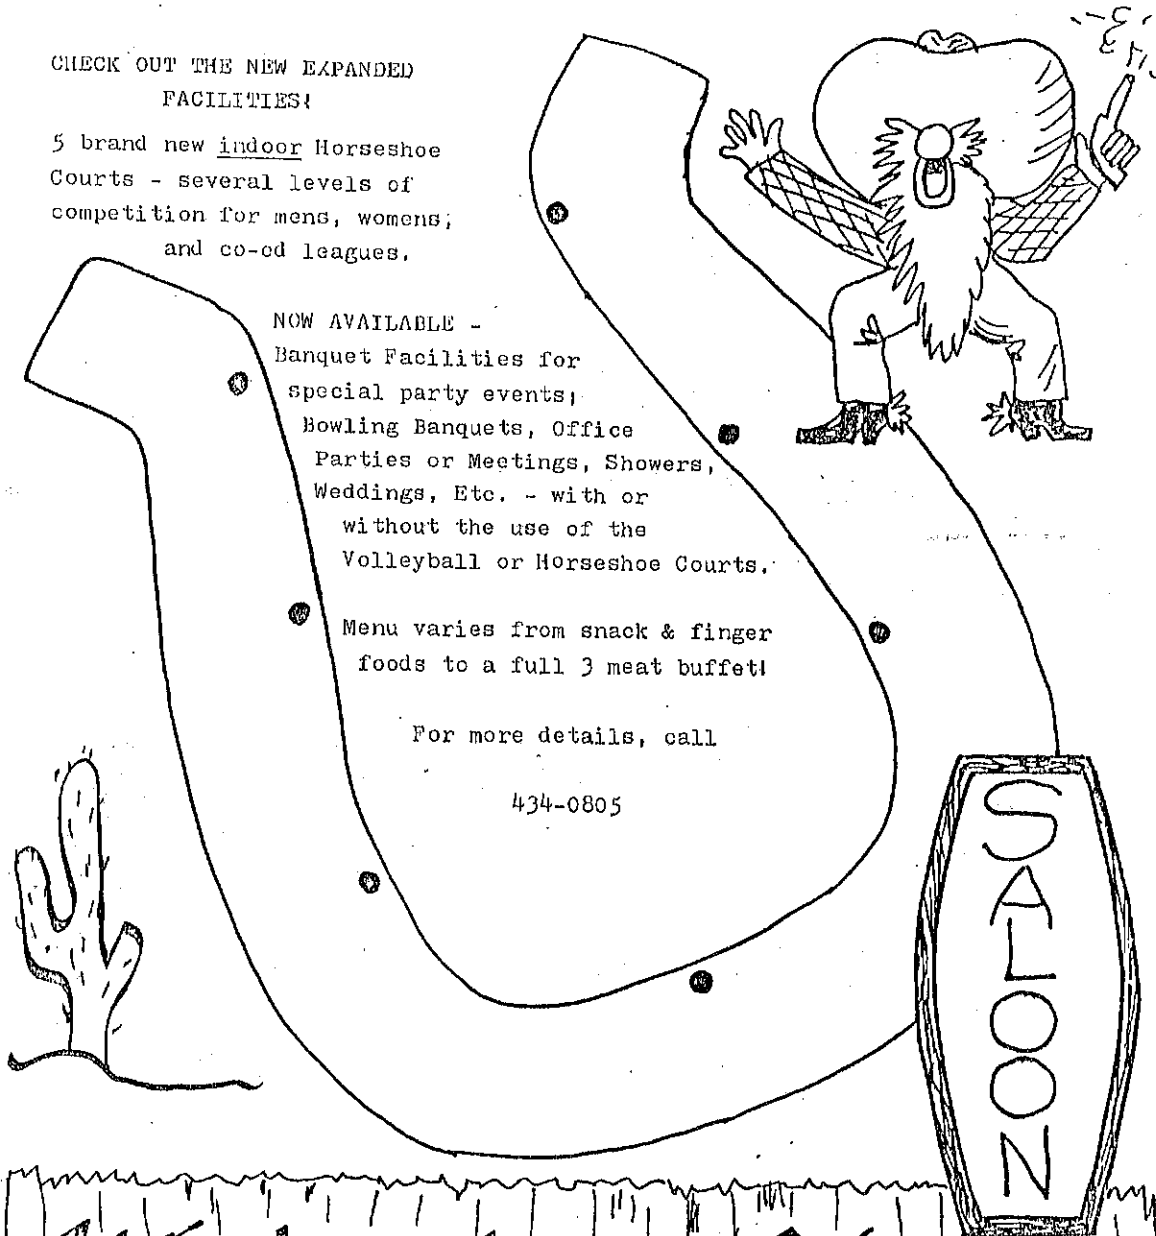 CHECK OUT THE NEW EXPANDED
FACILITIES!
5 brand new indoor Horseshoe
Courts - several levels of
competition for mens, womens,
and co-ed leagues.
NOW AVAILABLE -
Banquet Facilities for
special party events;
Bowling Banquets, Office
Parties or Meetings, Showers,
Weddings, Etc. - with or
without the use of the
Volleyball or Horseshoe Courts.
Menu varies from snack & finger
foods to a full 3 meat buffet!
For more details, call
434-0805
SALOON